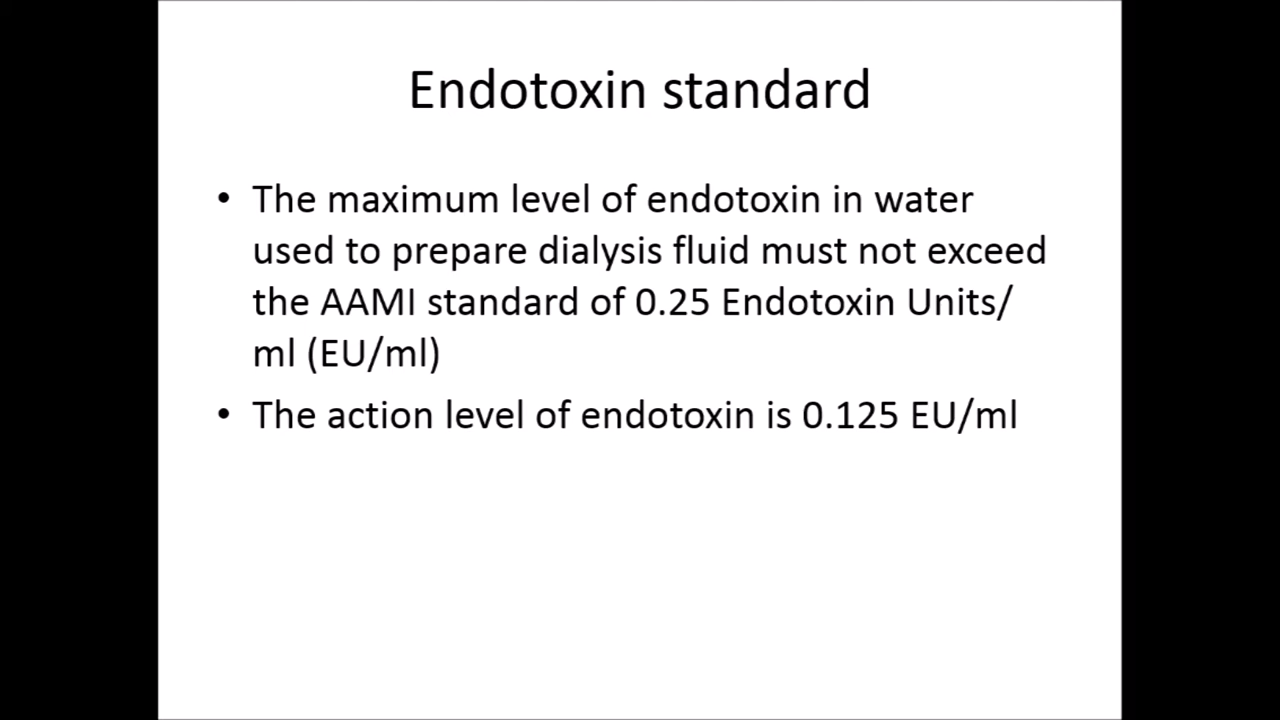 Endotoxin standard
• The maximum level of endotoxin in water
used to prepare dialysis fluid must not exceed
the AAMI standard of 0.25 Endotoxin Units/
ml (EU/ml)
• The action level of endotoxin is 0.125 EU/ml